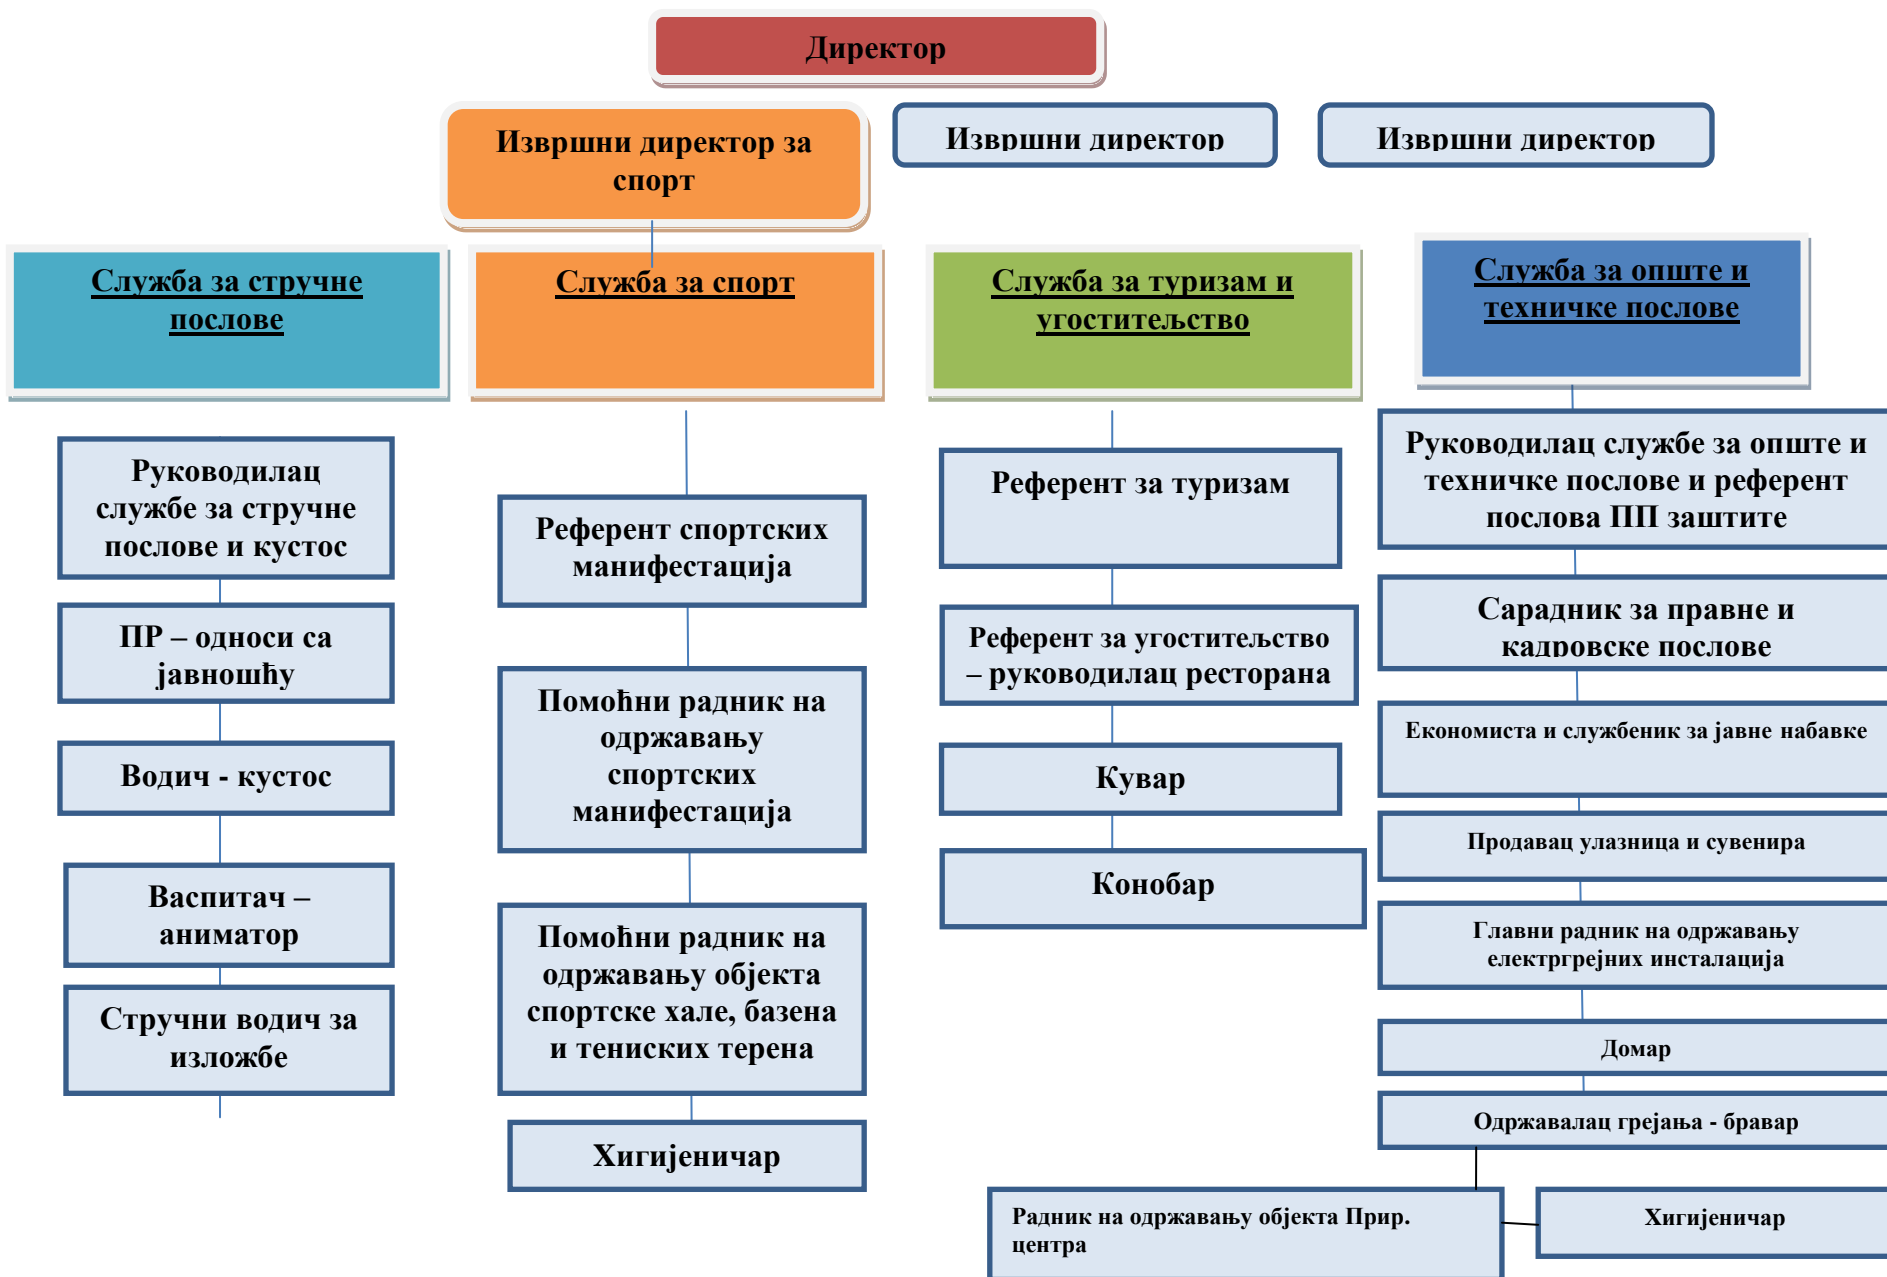 Директор
Извршни директор за
спорт
Извршни директор
Извршни директор
Служба за стручне
послове
Служба за спорт
Служба за туризам и
угоститељство
Служба за опште и
техничке послове
Руководилац
службе за стручне
послове и кустос
ПР – односи са
јавношћу
Водич - кустос
Васпитач –
аниматор
Стручни водич за
изложбе
Референт спортских
манифестација
Помоћни радник на
одржавању
спортских
манифестација
Помоћни радник на
одржавању објекта
спортске хале, базена
и тениских терена
Хигијеничар
Референт за туризам
Референт за угоститељство
– руководилац ресторана
Кувар
Конобар
Руководилац службе за опште и
техничке послове и референт
послова ПП заштите
Сарадник за правне и
кадровске послове
Економиста и службеник за јавне набавке
Продавац улазница и сувенира
Главни радник на одржавању
електргрејних инсталација
Домар
Одржавалац грејања - бравар
Радник на одржавању објекта Прир.
центра
Хигијеничар